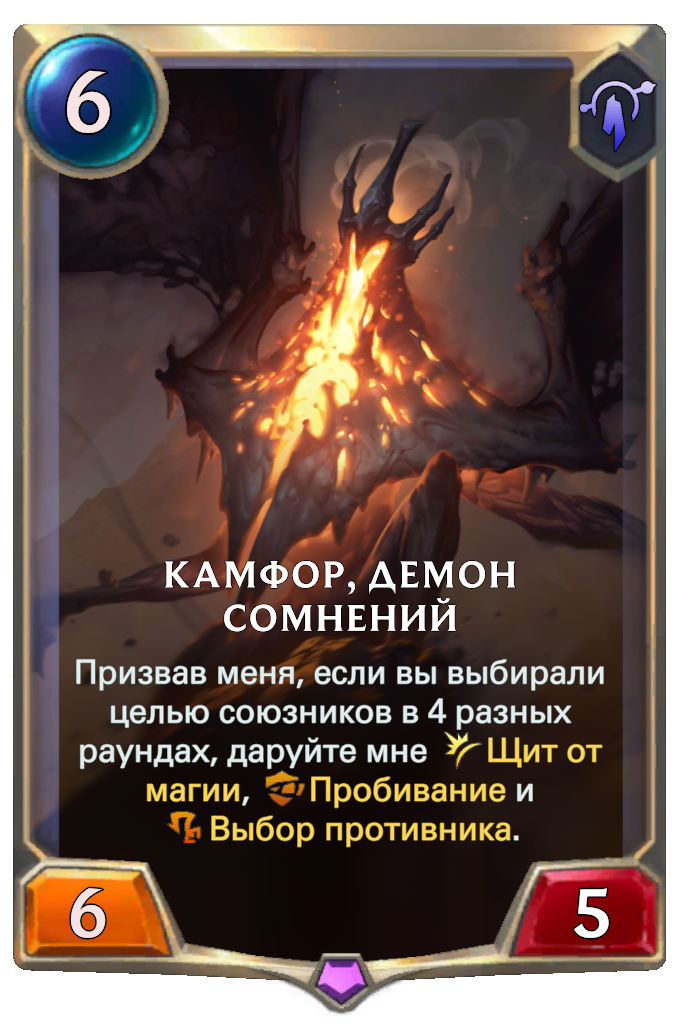 6
КАМФОР, ДЕМОН
СОМНЕНИЙ
Призвав меня, если вы выбирали
целью союзников в 4 разных
раундах, даруйте мне Щит от
магии, Пробивание и
Выбор противника.
6
5